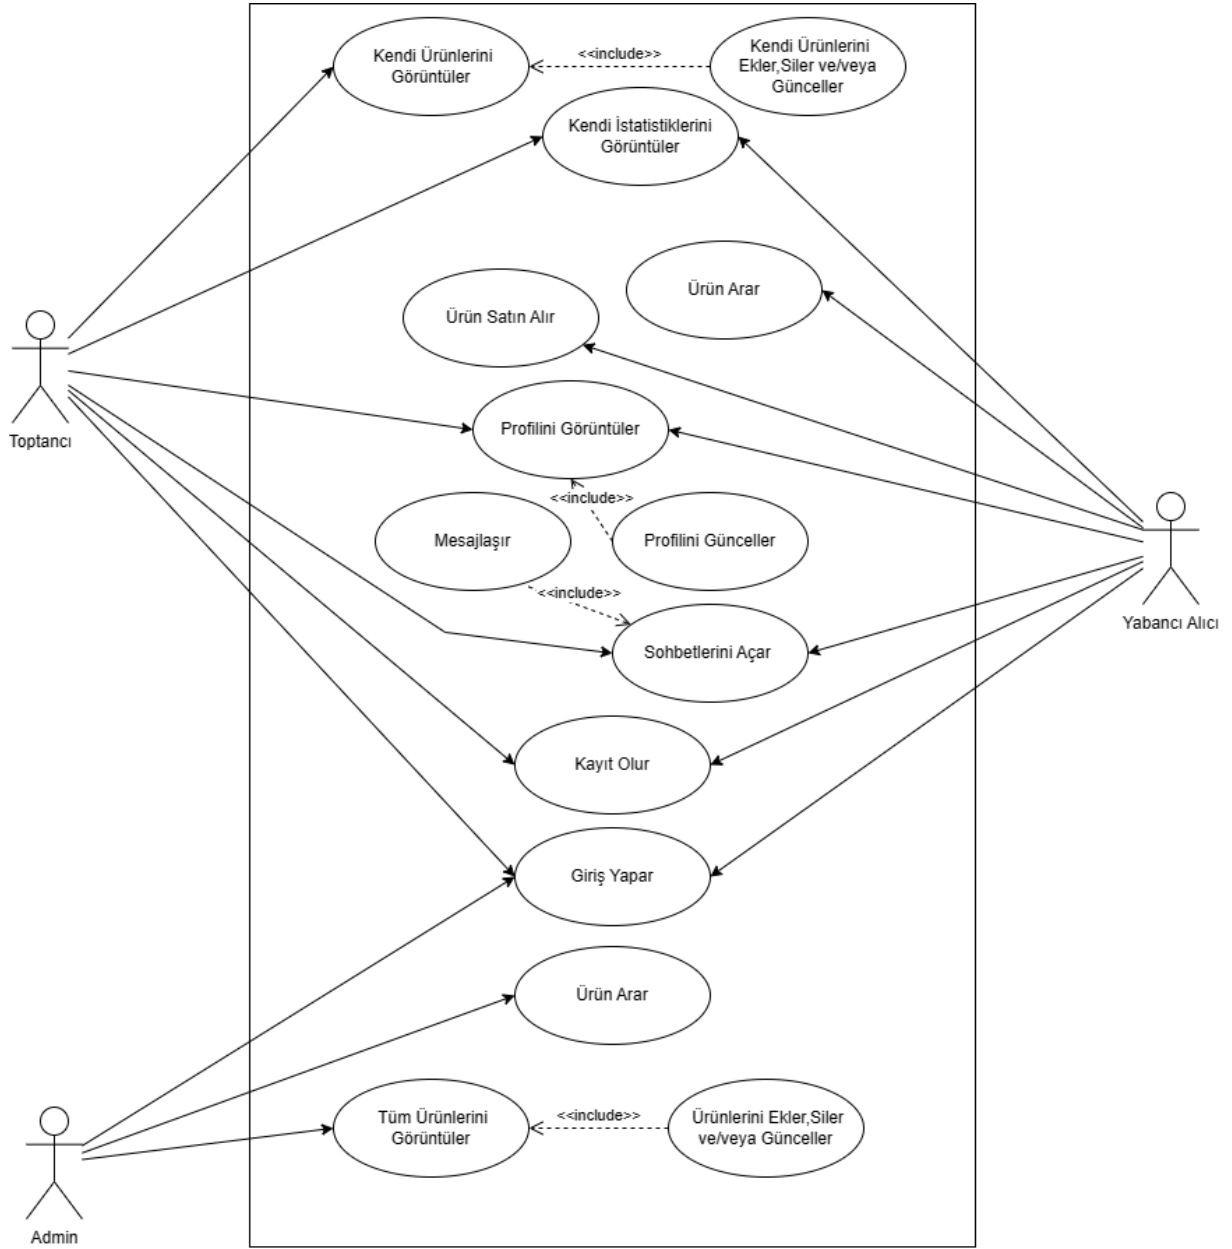 Kendi Ürünlerini
Görüntüler
<<include>>
Kendi Ürünlerini
Ekler,Siler ve/veya
Günceller
Kendi İstatistiklerini
Görüntüler
Ürün Arar
Ürün Satın Alır
Toptancı
Profilini Görüntüler
<<include>>
Mesajlaşır
Profilini Günceller
<<include>>
Yabancı Alıcı
Sohbetlerini Açar
Kayıt Olur
Giriş Yapar
Ürün Arar
Tüm Ürünlerini
Görüntüler
<<include>>
Ürünlerini Ekler,Siler
ve/veya Günceller
Admin